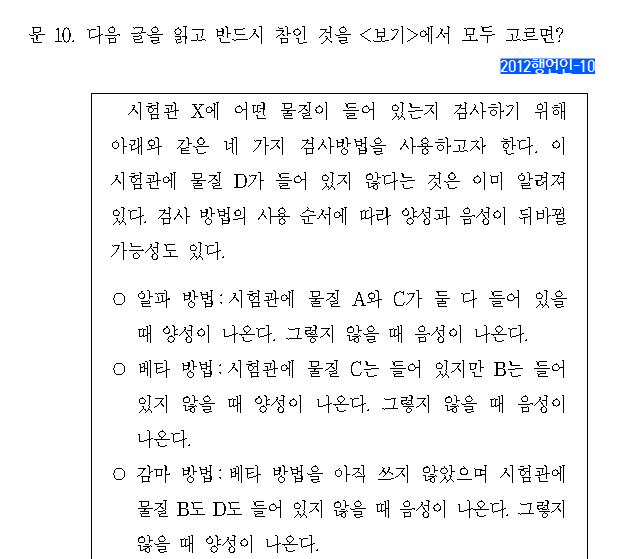 문 10. 다음 글을 읽고 반드시 참인 것을 <보기>에서 모두 고르면?
2012행언인-10
시험관 X에 어떤 물질이 들어 있는지 검사하기 위해
아래와 같은 네 가지 검사방법을 사용하고자 한다. 이
시험관에 물질 D가 들어 있지 않다는 것은 이미 알려져
있다. 검사 방법의 사용 순서에 따라 양성과 음성이 뒤바뀔
가능성도 있다.
○ 알파 방법:시험관에 물질 A와 C가 둘 다 들어 있을
때 양성이 나온다. 그렇지 않을 때 음성이 나온다.
○ 베타 방법:시험관에 물질 C는 들어 있지만 B는 들어
있지 않을 때 양성이 나온다. 그렇지 않을 때 음성이
나온다.
○ 감마 방법:베타 방법을 아직 쓰지 않았으며 시험관에
물질 B도 D도 들어 있지 않을 때 음성이 나온다. 그렇지
않을 때 양성이 나온다.